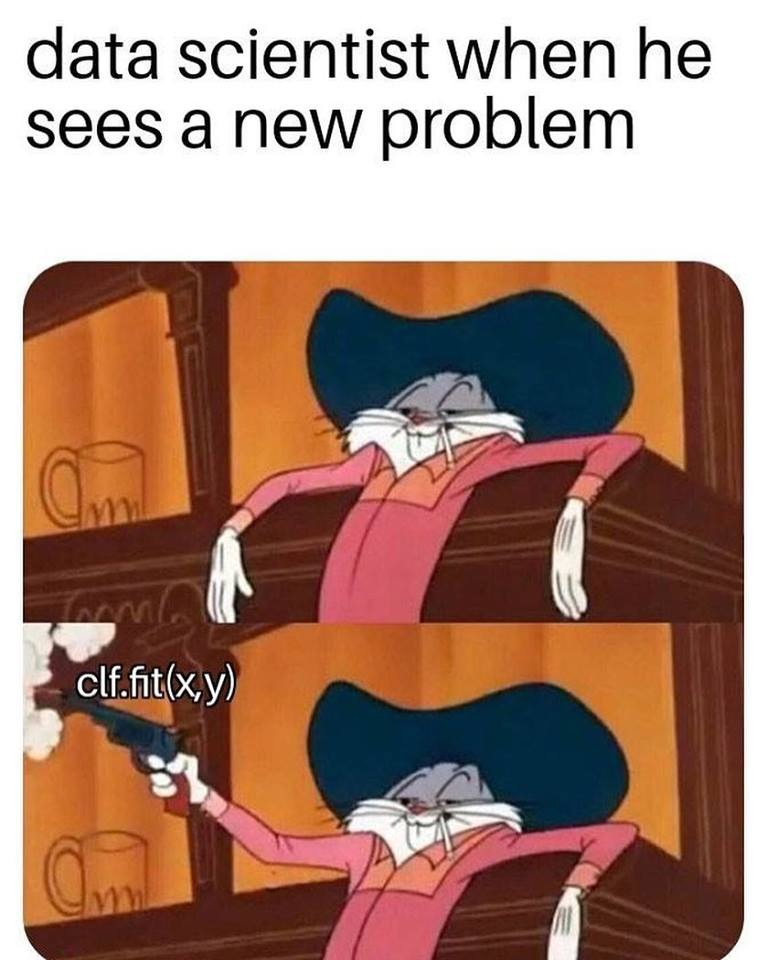 data scientist when he
sees a new problem
clf.fit(x,y)